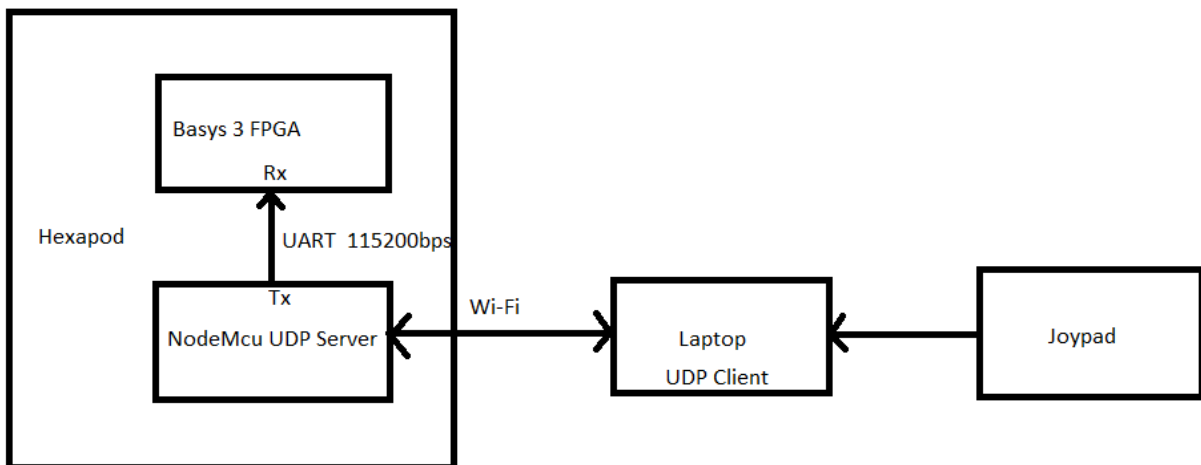 Basys 3 FPGA
Rx
Hexapod
UART 115200bps
Tx
NodeMcu UDP Server
Wi-Fi
Laptop
UDP Client
Joypad